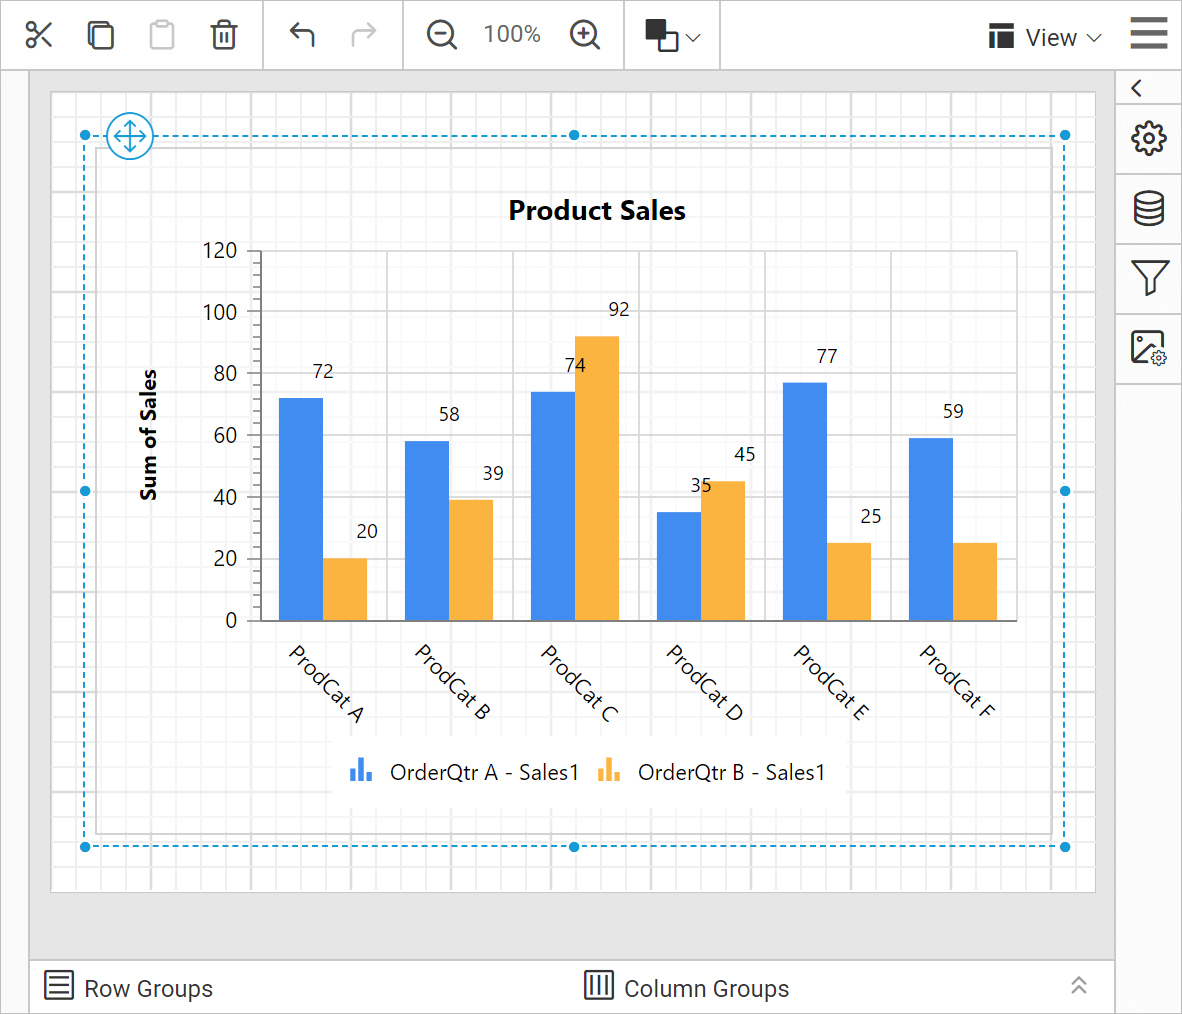 100%
View
Product Sales
Sum of Sales
120
100
80
60
40
20
0
72
20
58
39
74
92
35
45
77
25
59
ProdCat A
ProdCat B
ProdCat C
ProdCat D
ProdCat E
ProdCat F
OrderQtr A - Sales1
OrderQtr B - Sales1
Row Groups
Column Groups